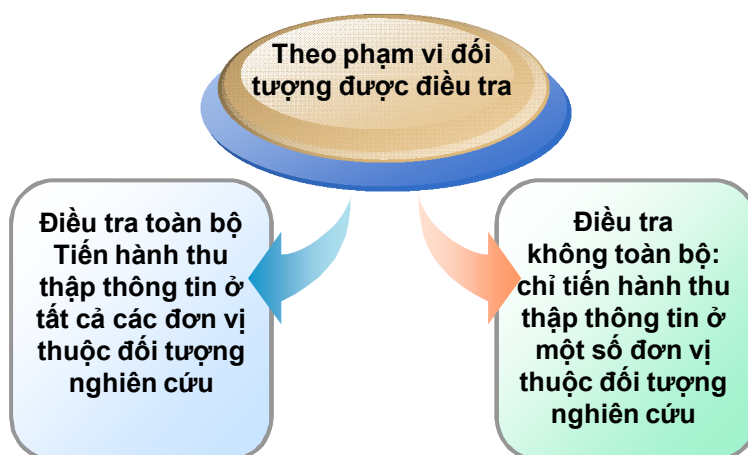 Theo phạm vi đối
tượng được điều tra
Điều tra toàn bộ
Tiến hành thu
thập thông tin ở
tất cả các đơn vị
thuộc đối tượng
nghiên cứu
Điều tra
không toàn bộ:
chỉ tiến hành thu
thập thông tin ở
một số đơn vị
thuộc đối tượng
nghiên cứu